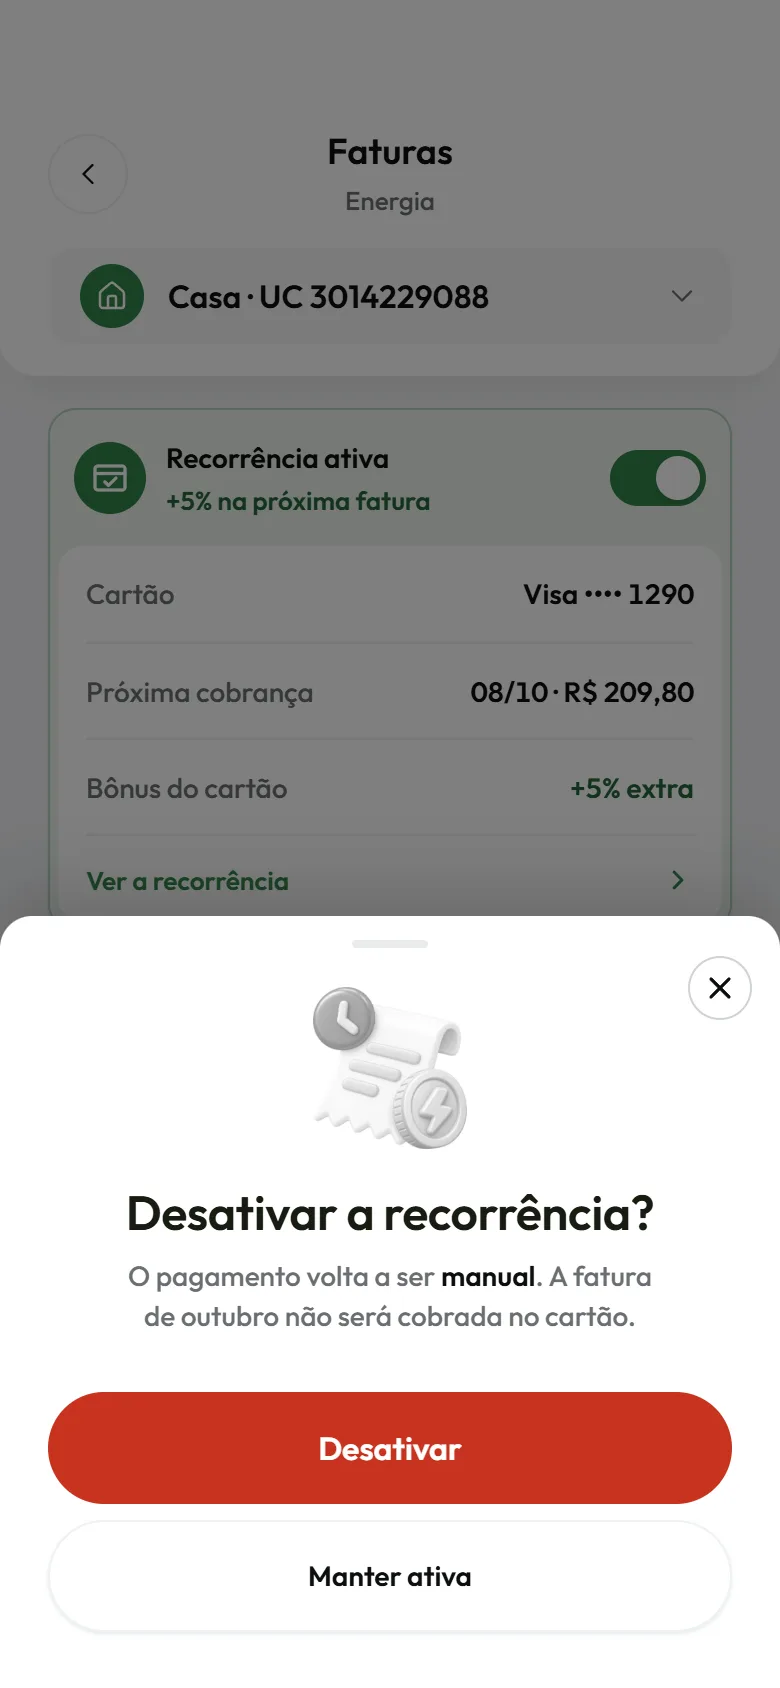 Faturas
Energia
Casa · UC 3014229088
Recorrência ativa
+5% na próxima fatura
Cartão
Visa •••• 1290
Próxima cobrança
08/10 · R$ 209,80
Bônus do cartão
+5% extra
Ver a recorrência
Desativar a recorrência?
O pagamento volta a ser manual. A fatura
de outubro não será cobrada no cartão.
Desativar
Manter ativa